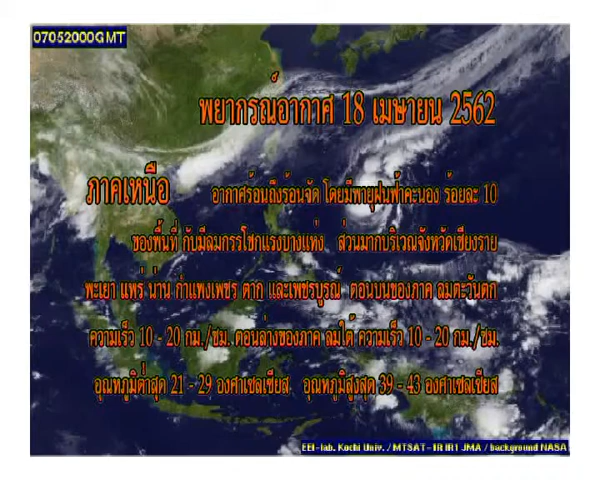 07052000GMT
พยากรณ์อากาศ 18 เมษายน 2562
ภาคเหนือ อากาศร้อนถึงร้อนจัด โดยมีพายุฝนฟ้าคะนอง ร้อยละ 10
ของพื้นที่ กับมีลมกรรโชกแรงบางแห่ง ส่วนมากบริเวณจังหวัดเชียงราย
พะเยา แพร่ น่าน กำแพงเพชร ตาก และเพชรบูรณ์ ตอนบนของภาค ลมตะวันตก
ความเร็ว 10 - 20 กม./ชม. ตอนล่างของภาค ลมใต้ ความเร็ว 10 - 20 กม./ชม.
อุณหภูมิต่ำสุด 21 - 29 องศาเซลเซียส อุณหภูมิสูงสุด 39 - 43 องศาเซลเซียส
EEI-lab. Kochi Univ. / MTSAT-1R IR1 JMA / background NASA